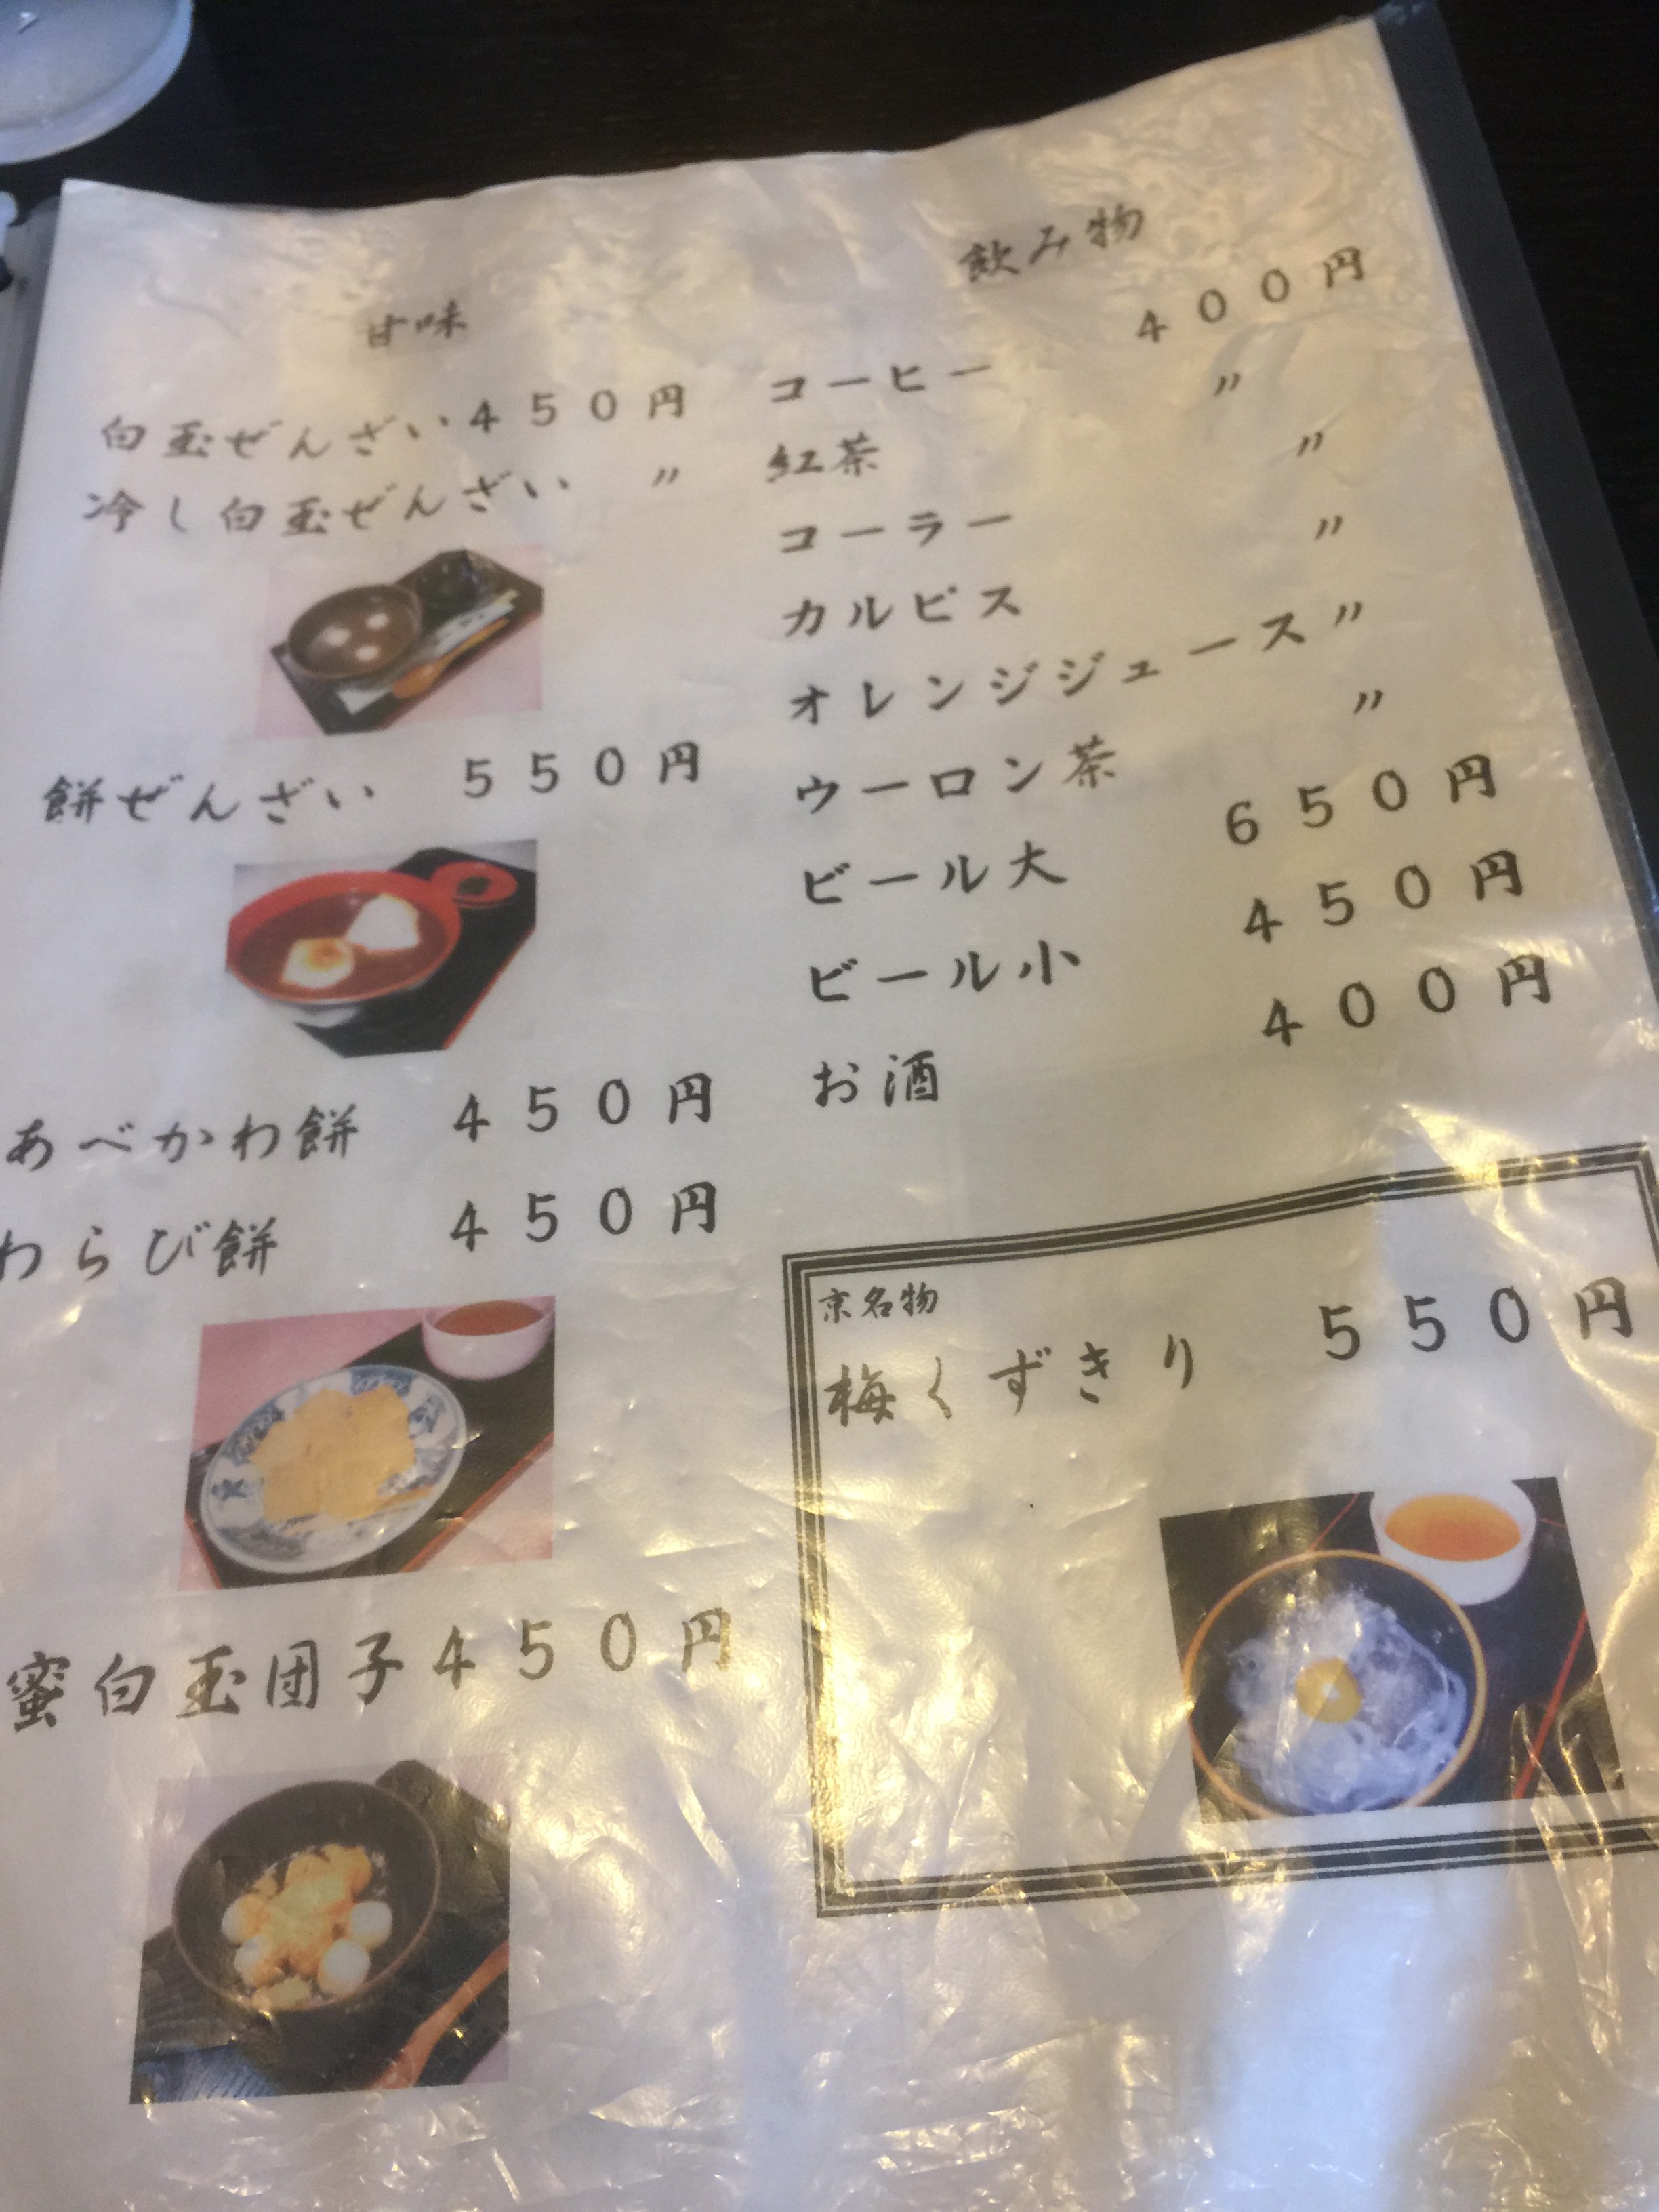 甘味
白玉ぜんざい450円
冷し白玉ぜんざい 〃
餅ぜんざい 550円
あべかわ餅 450円
わらび餅 450円
蜜白玉団子450円
飲み物
コーヒー 400円
紅茶 〃
コーラー 〃
カルビス 〃
オレンジジュース〃
ウーロン茶 〃
ビール大 650円
ビール小 450円
お酒 400円
京名物
梅くずきり 550円